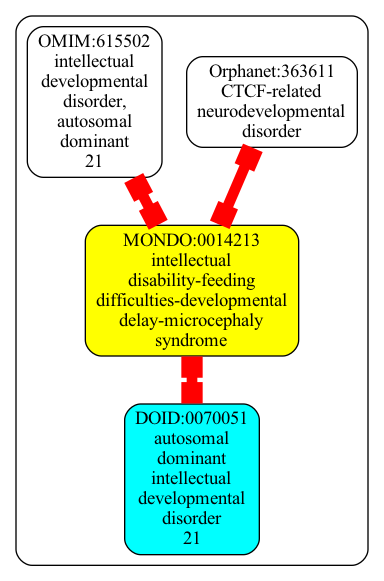 OMIM:615502
intellectual
developmental
disorder,
autosomal
dominant
21
Orphanet:363611
CTCF-related
neurodevelopmental
disorder
MONDO:0014213
intellectual
disability-feeding
difficulties-developmental
delay-microcephaly
syndrome
DOID:0070051
autosomal
dominant
intellectual
developmental
disorder
21